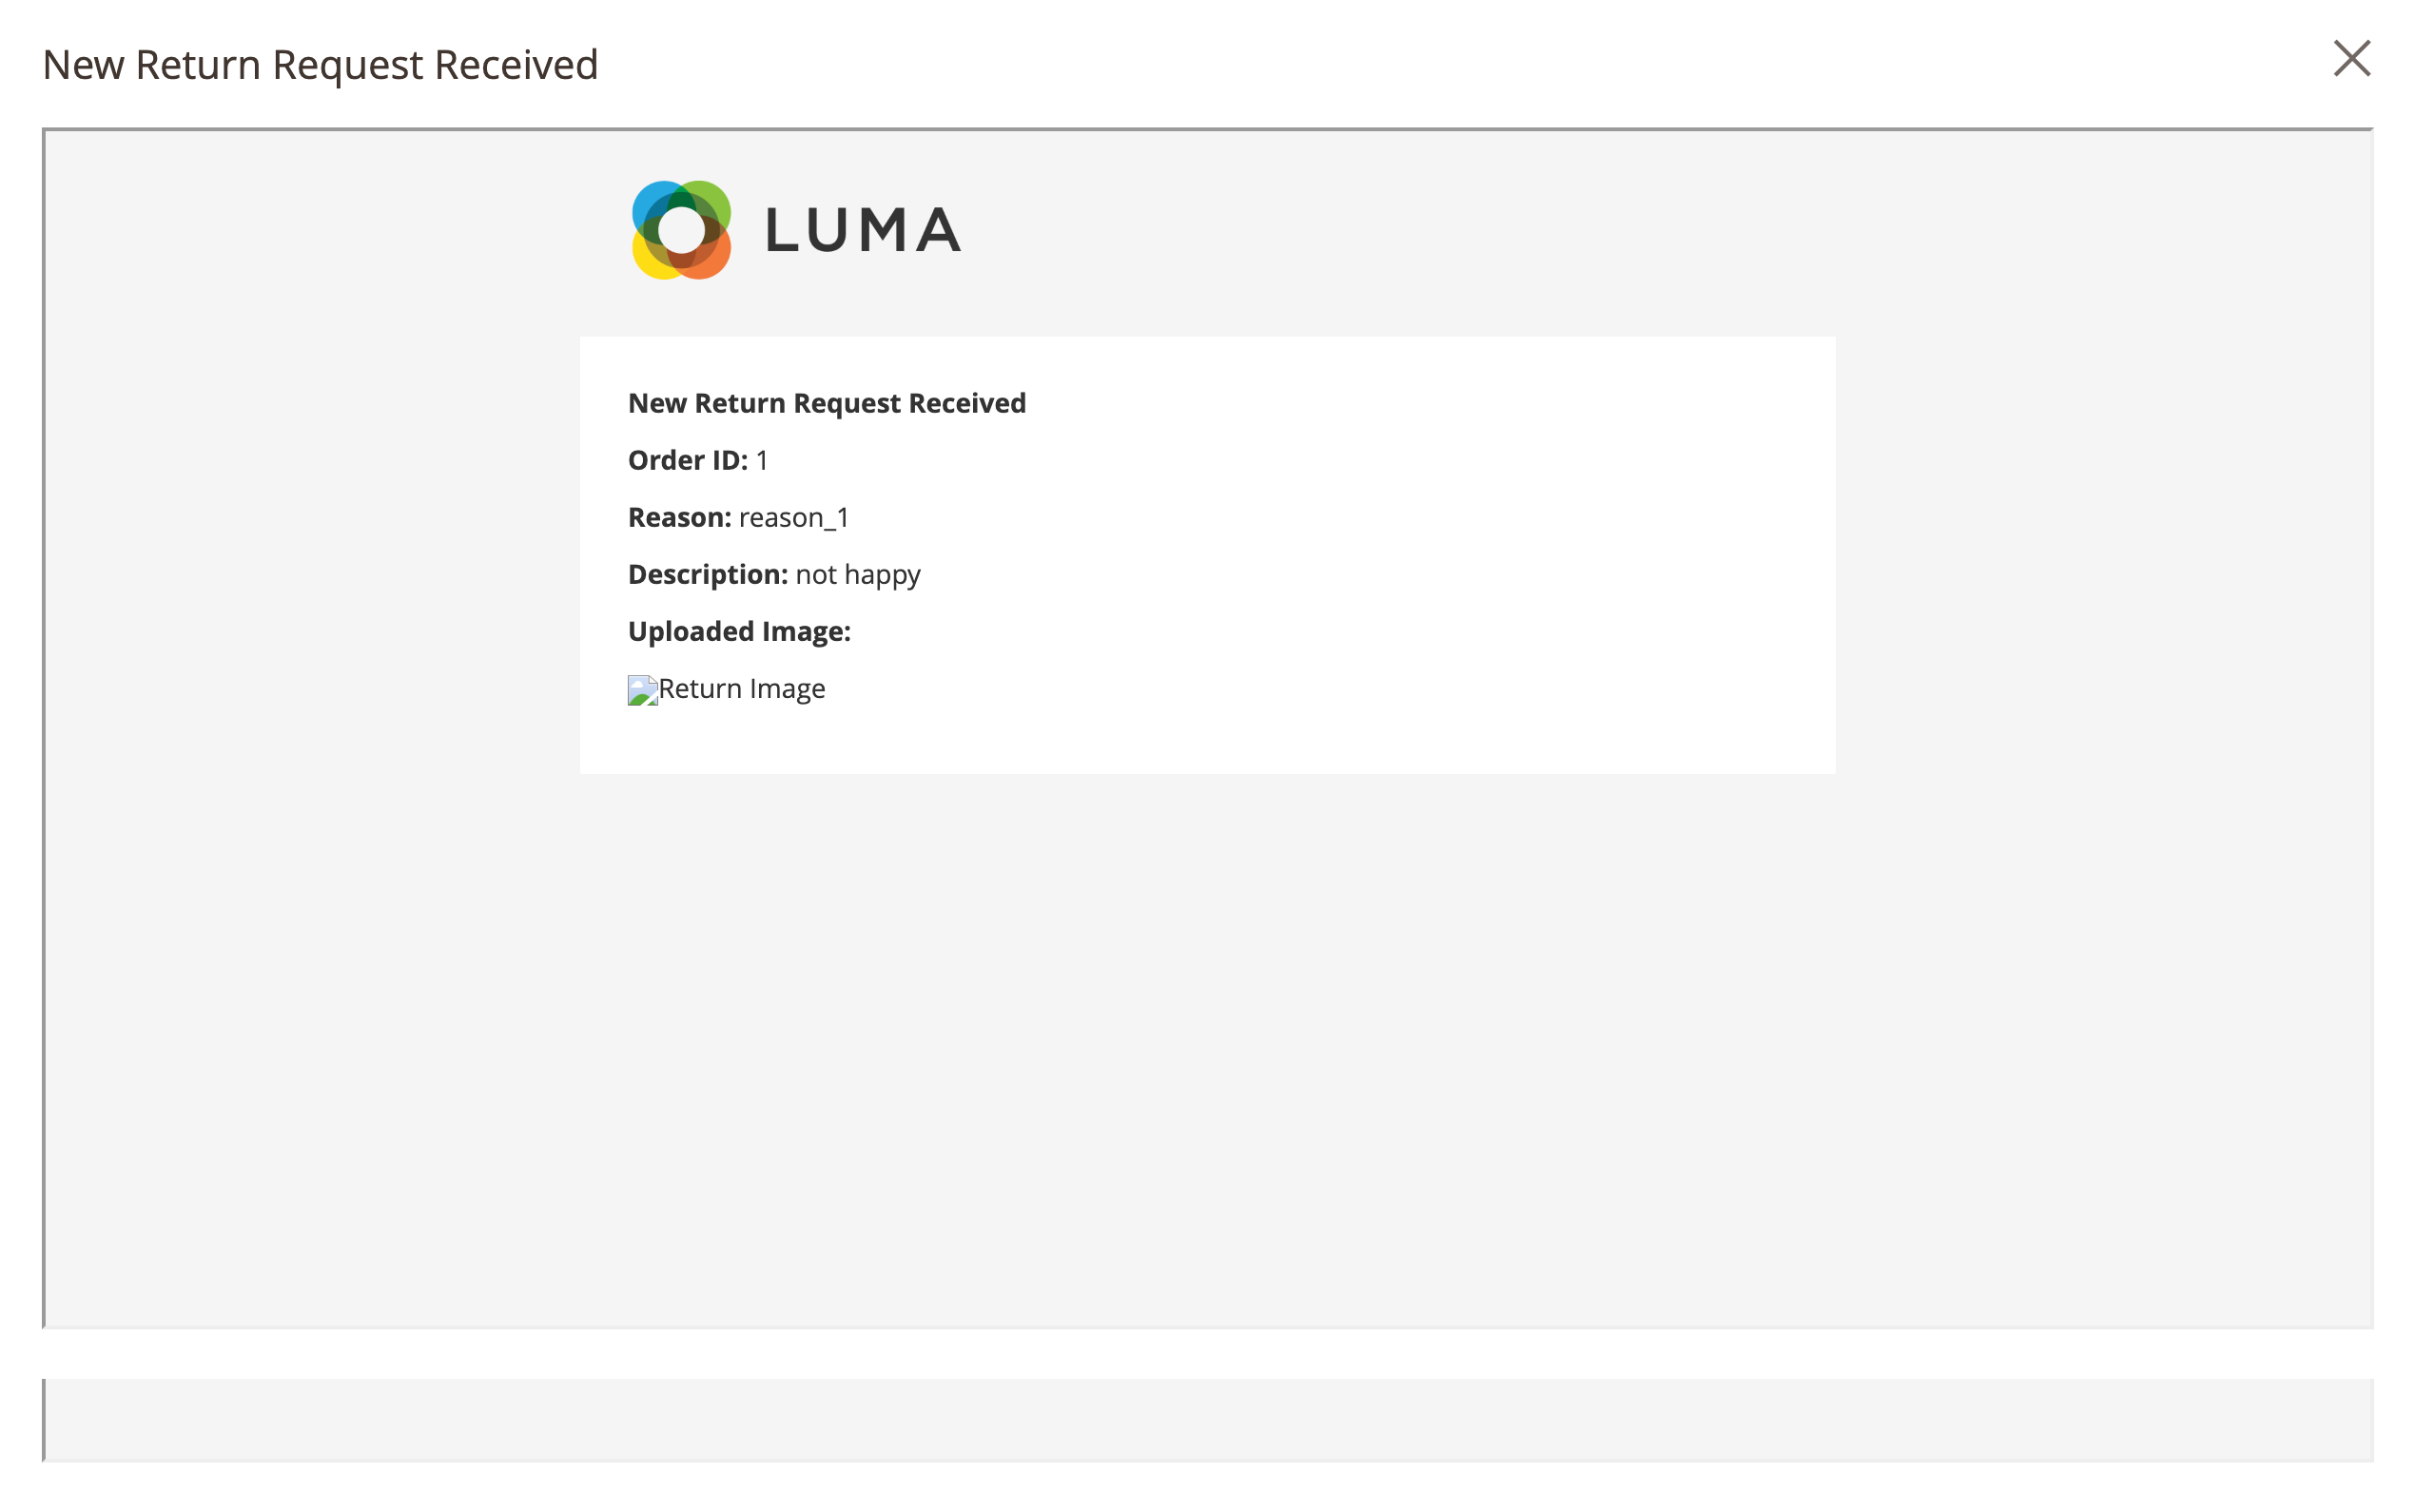 New Return Request Received
LUMA
New Return Request Received
Order ID: 1
Reason: reason_1
Description: not happy
Uploaded Image:
Return Image